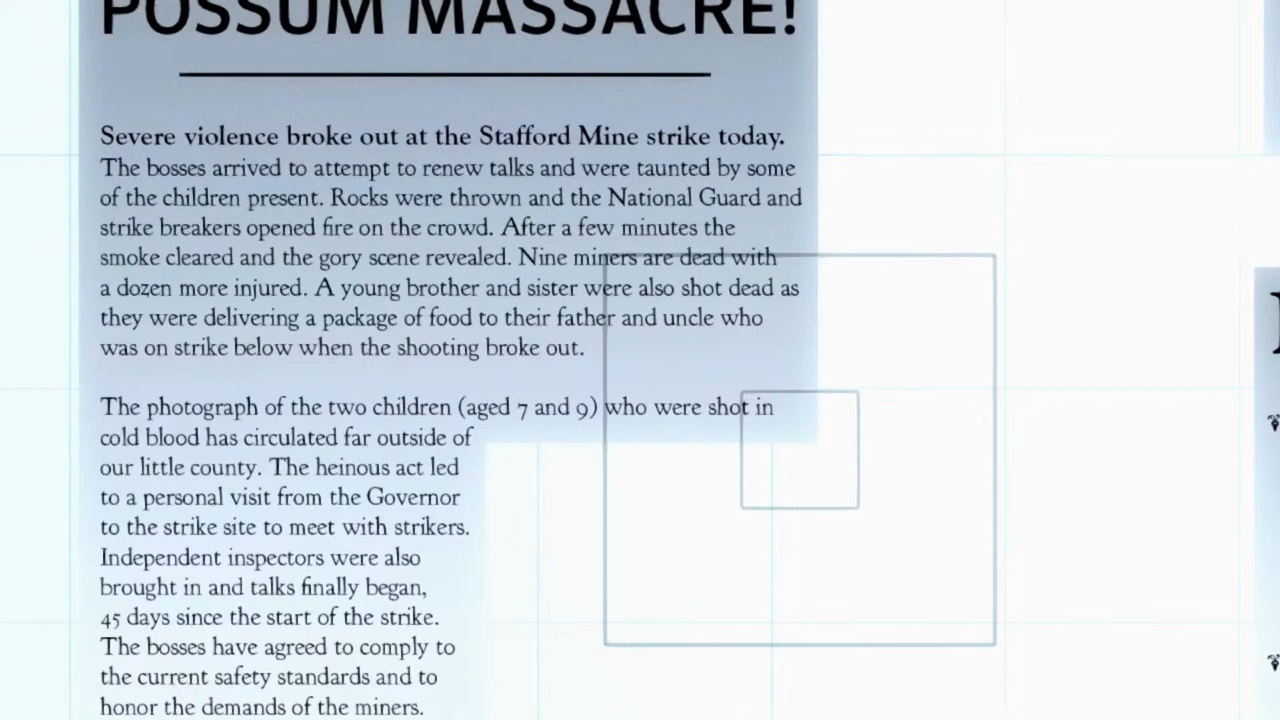 POSSUM MASSACRE!
Severe violence broke out at the Stafford Mine strike today.
The bosses arrived to attempt to renew talks and were taunted by some
of the children present. Rocks were thrown and the National Guard and
strike breakers opened fire on the crowd. After a few minutes the
smoke cleared and the gory scene revealed. Nine miners are dead with
a dozen more injured. A young brother and sister were also shot dead as
they were delivering a package of food to their father and uncle who
was on strike below when the shooting broke out.
The photograph of the two children (aged 7 and 9) who were shot in
cold blood has circulated far outside of
our little county. The heinous act led
to a personal visit from the Governor
to the strike site to meet with strikers.
Independent inspectors were also
brought in and talks finally began,
45 days since the start of the strike.
The bosses have agreed to comply to
the current safety standards and to
honor the demands of the miners.